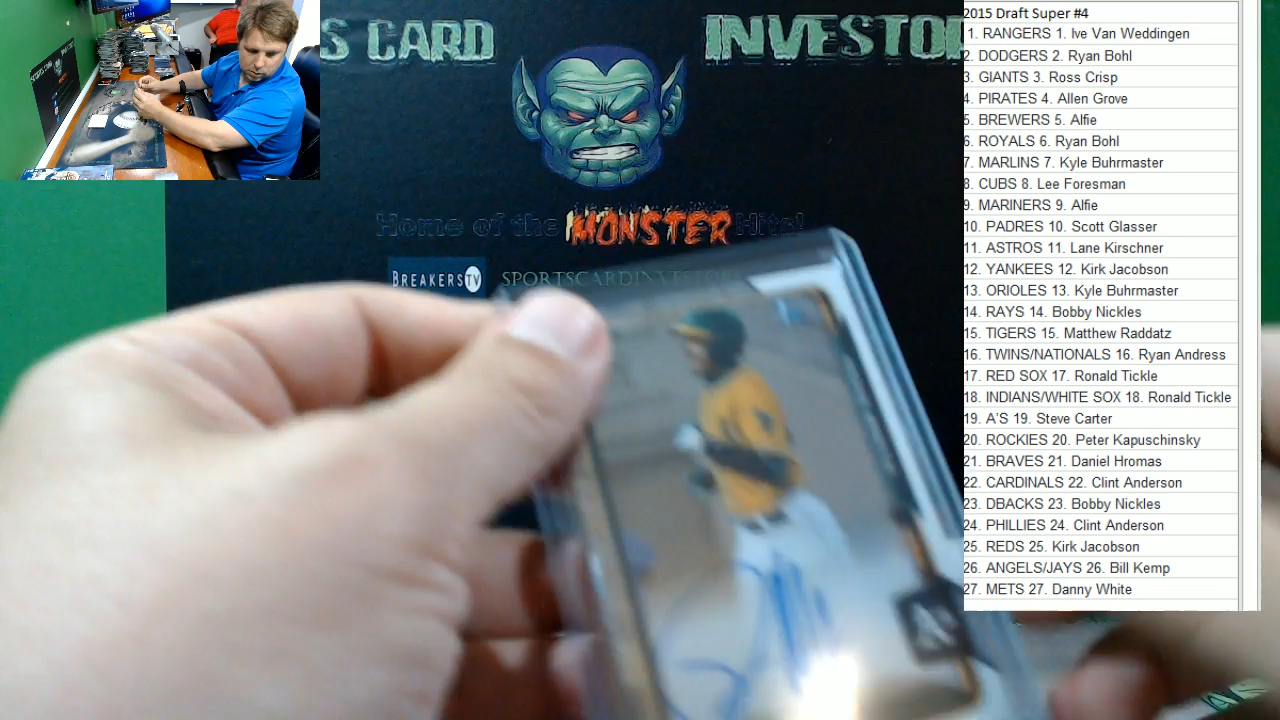 S CARD INVESTOR
Home of the MONSTER Hits!
BREAKERSTV SPORTSCARDINVESTOR
2015 Draft Super #4
1. RANGERS 1. Ive Van Weddingen
2. DODGERS 2. Ryan Bohl
3. GIANTS 3. Ross Crisp
4. PIRATES 4. Allen Grove
5. BREWERS 5. Alfie
6. ROYALS 6. Ryan Bohl
7. MARLINS 7. Kyle Buhrmaster
8. CUBS 8. Lee Foresman
9. MARINERS 9. Alfie
10. PADRES 10. Scott Glasser
11. ASTROS 11. Lane Kirschner
12. YANKEES 12. Kirk Jacobson
13. ORIOLES 13. Kyle Buhrmaster
14. RAYS 14. Bobby Nickles
15. TIGERS 15. Matthew Raddatz
16. TWINS/NATIONALS 16. Ryan Andress
17. RED SOX 17. Ronald Tickle
18. INDIANS/WHITE SOX 18. Ronald Tickle
19. A'S 19. Steve Carter
20. ROCKIES 20. Peter Kapuschinsky
21. BRAVES 21. Daniel Hromas
22. CARDINALS 22. Clint Anderson
23. DBACKS 23. Bobby Nickles
24. PHILLIES 24. Clint Anderson
25. REDS 25. Kirk Jacobson
26. ANGELS/JAYS 26. Bill Kemp
27. METS 27. Danny White